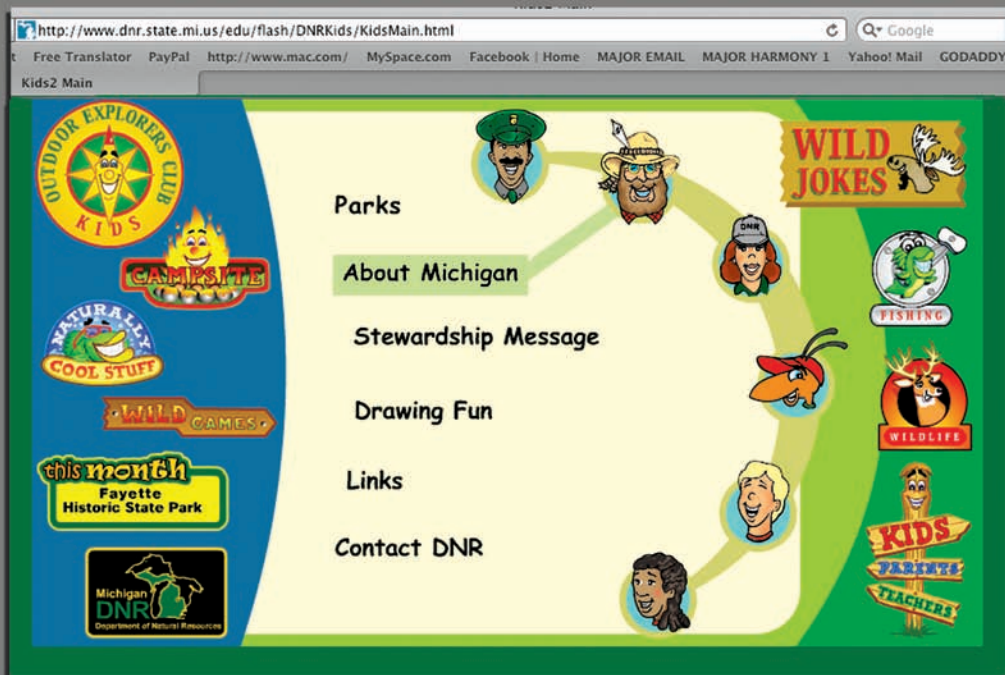 http://www.dnr.state.mi.us/edu/flash/DNRKids/KidsMain.html
Google
t Free Translator PayPal http://www.mac.com/ MySpace.com Facebook | Home MAJOR EMAIL MAJOR HARMONY 1 Yahoo! Mail GODADDY
Kids2 Main
OUTDOOR EXPLORERS CLUB
KIDS
CAMPSITE
NATURALLY
COOL STUFF
WILD GAMES
this month
Fayette
Historic State Park
Michigan
DNR
Department of Natural Resources
Parks
About Michigan
Stewardship Message
Drawing Fun
Links
Contact DNR
DNR
WILD
JOKES
FISHING
WILDLIFE
KIDS
PARENTS
TEACHERS